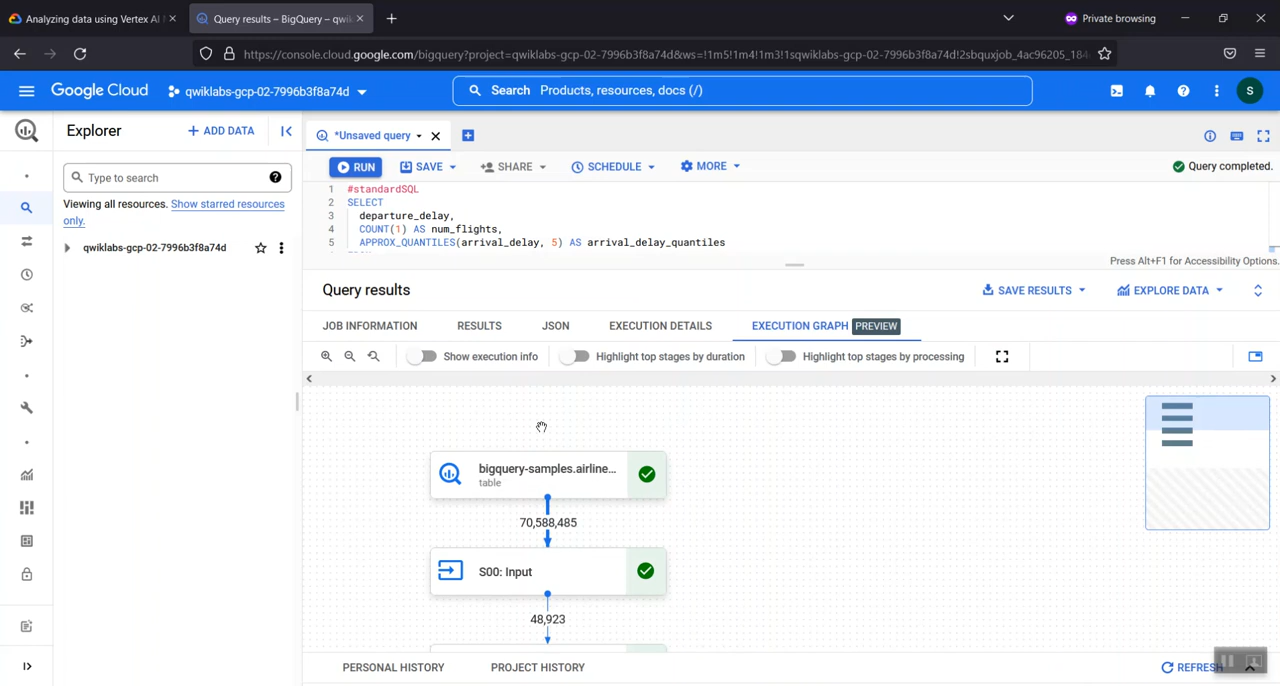 Analyzing data using Vertex AI
Query results – BigQuery – qwik
Private browsing
https://console.cloud.google.com/bigquery?project=qwiklabs-gcp-02-7996b3f8a74d&ws=!1m5!1m4!1m3!1sqwiklabs-gcp-02-7996b3f8a74d!2sbquxjob_4ac96205_184
Google Cloud
qwiklabs-gcp-02-7996b3f8a74d
Search Products, resources, docs (/)
S
Explorer
+ ADD DATA
*Unsaved query
Type to search
RUN
SAVE
SHARE
SCHEDULE
MORE
Query completed.
Viewing all resources. Show starred resources
only.
qwiklabs-gcp-02-7996b3f8a74d
1 #standardSQL
2 SELECT
3 departure_delay,
4 COUNT(1) AS num_flights,
5 APPROX_QUANTILES(arrival_delay, 5) AS arrival_delay_quantiles
Press Alt+F1 for Accessibility Options.
Query results
SAVE RESULTS
EXPLORE DATA
JOB INFORMATION
RESULTS
JSON
EXECUTION DETAILS
EXECUTION GRAPH PREVIEW
Show execution info
Highlight top stages by duration
Highlight top stages by processing
bigquery-samples.airline...
table
70,588,485
S00: Input
48,923
PERSONAL HISTORY
PROJECT HISTORY
REFRESH